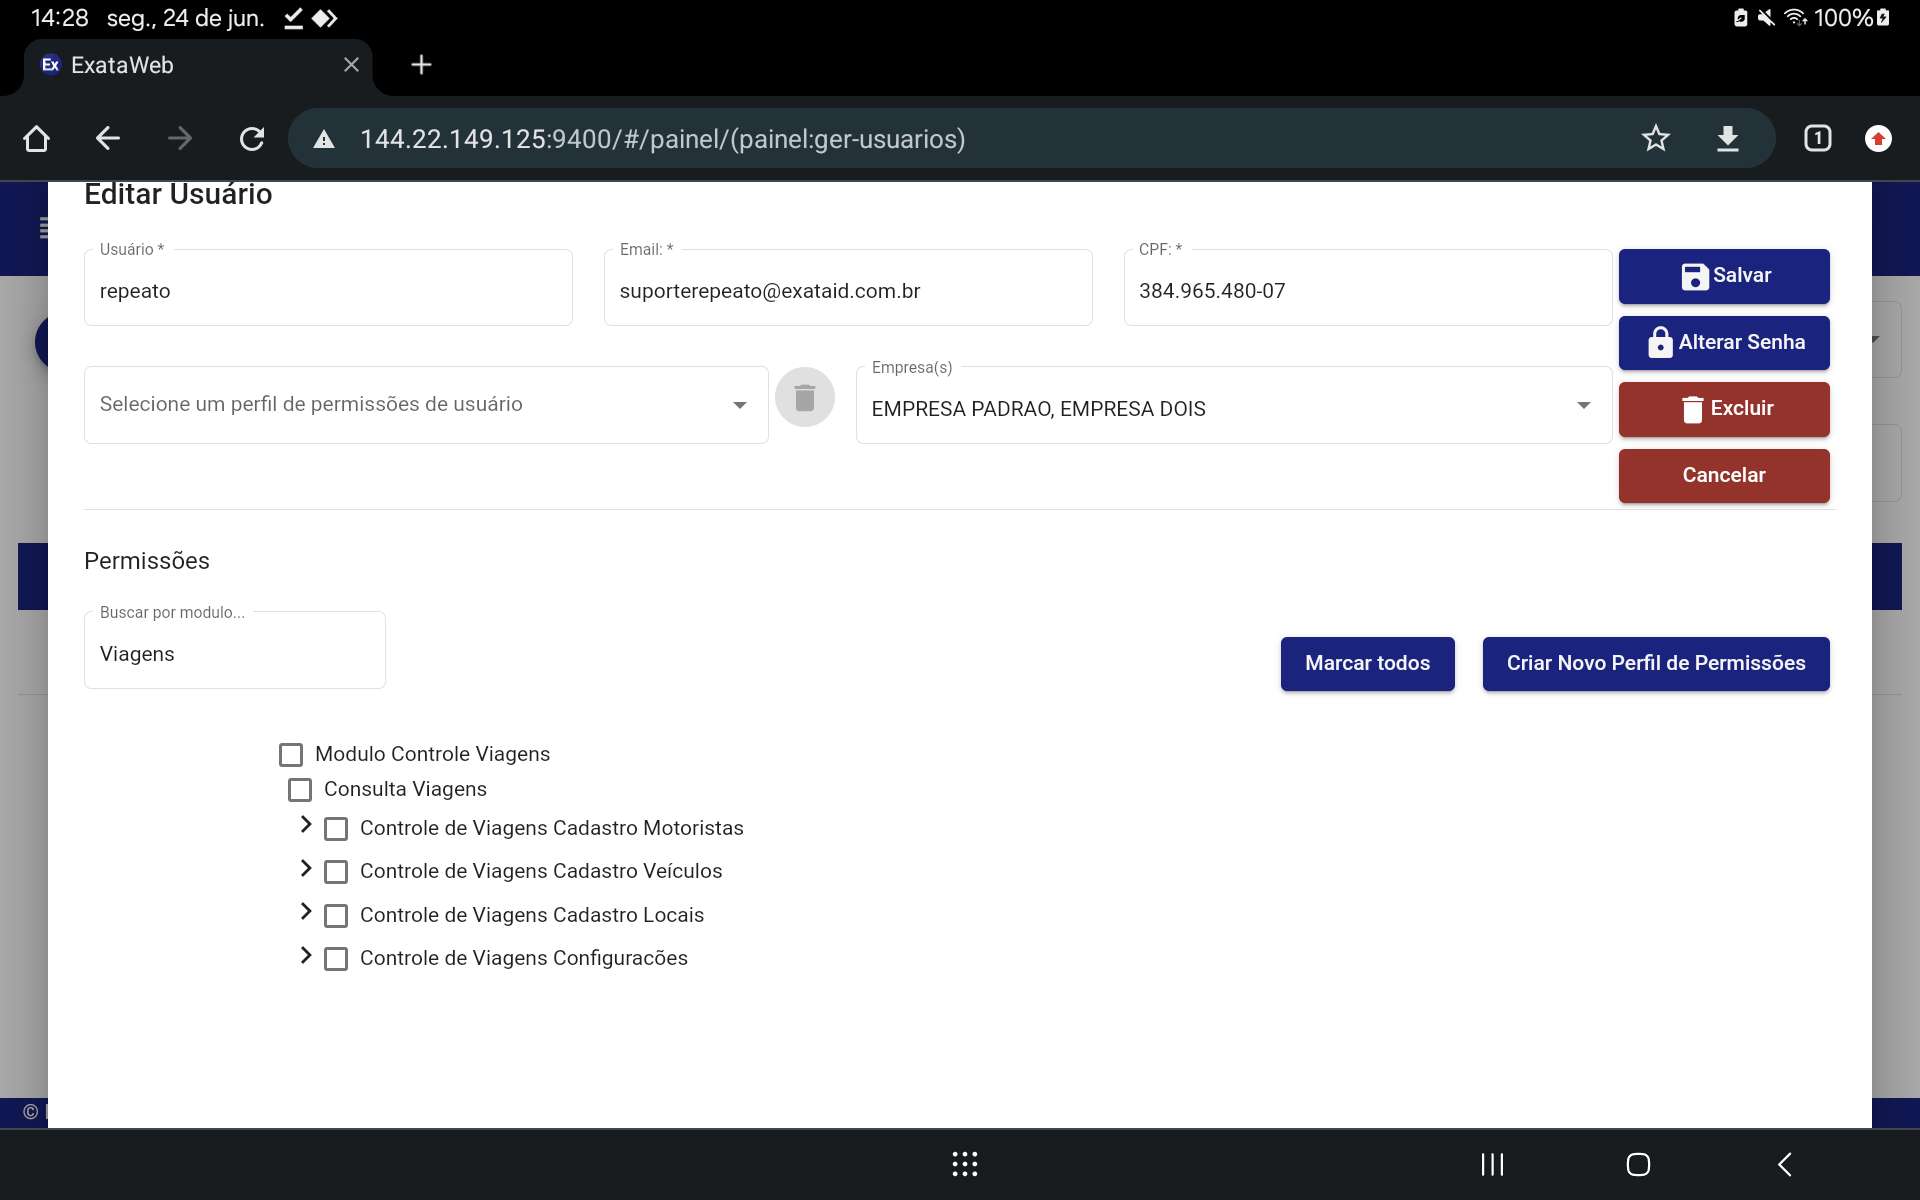 14:28 seg., 24 de jun. 100%
Ex ExataWeb
144.22.149.125:9400/#/painel/(painel:ger-usuarios) 1
Editar Usuário
Usuário * Email: * CPF: *
repeato suporterepeato@exataid.com.br 384.965.480-07 Salvar
Alterar Senha
Empresa(s)
Selecione um perfil de permissões de usuário EMPRESA PADRAO, EMPRESA DOIS Excluir
Cancelar
Permissões
Buscar por modulo...
Viagens Marcar todos Criar Novo Perfil de Permissões
Modulo Controle Viagens
Consulta Viagens
Controle de Viagens Cadastro Motoristas
Controle de Viagens Cadastro Veículos
Controle de Viagens Cadastro Locais
Controle de Viagens Configuracões
©